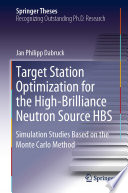 Springer Theses
Recognizing Outstanding Ph.D. Research
Jan Philipp Dabruck
Target Station
Optimization for the
High-Brilliance
Neutron Source HBS
Simulation Studies Based on the
Monte Carlo Method
Springer